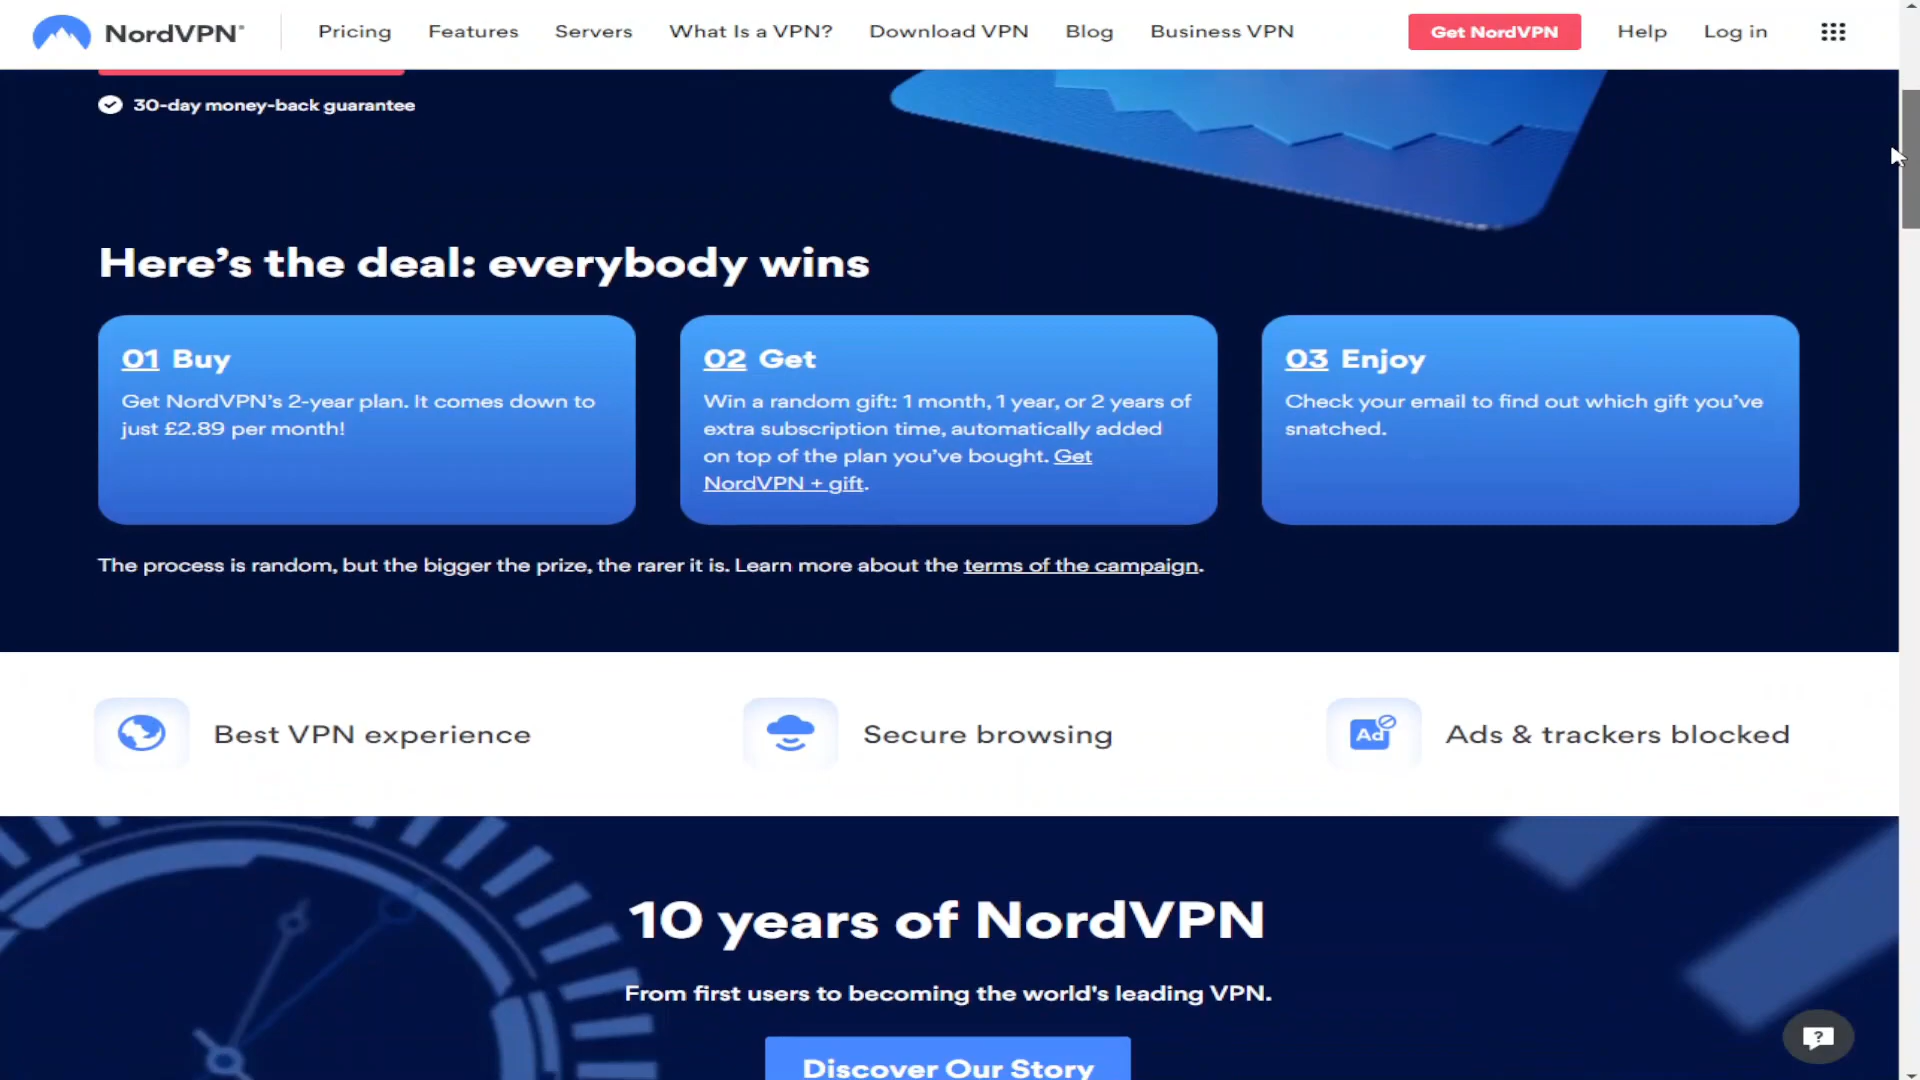 NordVPN®
Pricing
Features
Servers
What Is a VPN?
Download VPN
Blog
Business VPN
Get NordVPN
Help
Log in
30-day money-back guarantee
Here's the deal: everybody wins
01 Buy
Get NordVPN's 2-year plan. It comes down to
just £2.89 per month!
02 Get
Win a random gift: 1 month, 1 year, or 2 years of
extra subscription time, automatically added
on top of the plan you've bought. Get
NordVPN + gift.
03 Enjoy
Check your email to find out which gift you've
snatched.
The process is random, but the bigger the prize, the rarer it is. Learn more about the terms of the campaign.
Best VPN experience
Secure browsing
Ad
Ads & trackers blocked
10 years of NordVPN
From first users to becoming the world's leading VPN.
Discover Our Story
?